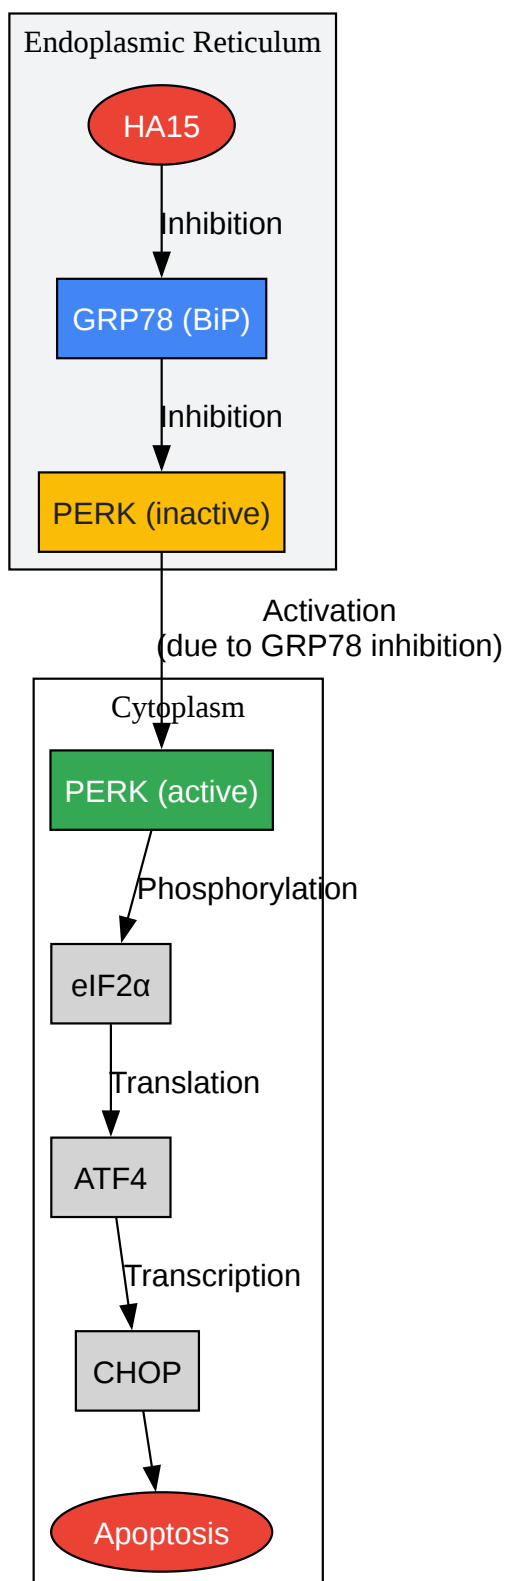 Endoplasmic Reticulum
HA15
Inhibition
GRP78 (BiP)
Inhibition
PERK (inactive)
Activation
(due to GRP78 inhibition)
Cytoplasm
PERK (active)
Phosphorylation
eIF2α
Translation
ATF4
Transcription
CHOP
Apoptosis